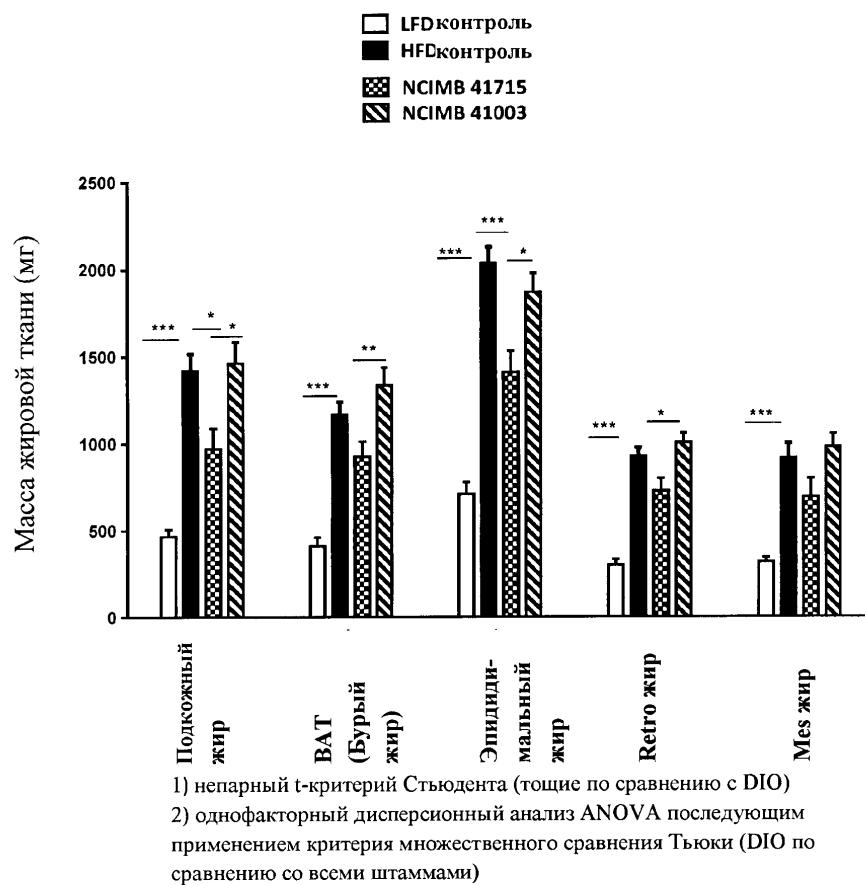 LFDконтроль
HFDконтроль
NCIMB 41715
NCIMB 41003
Масса жировой ткани (мг)
2500
2000
1500
1000
500
0
***
*
*
***
**
***
***
*
***
*
***
Подкожный
жир
BAT
(Бурый
жир)
Эпидиди-
мальный
жир
Retro жир
Mes жир
1) непарный t-критерий Стьюдента (тощие по сравнению с DIO)
2) однофакторный дисперсионный анализ ANOVA последующим
применением критерия множественного сравнения Тьюки (DIO по
сравнению со всеми штаммами)